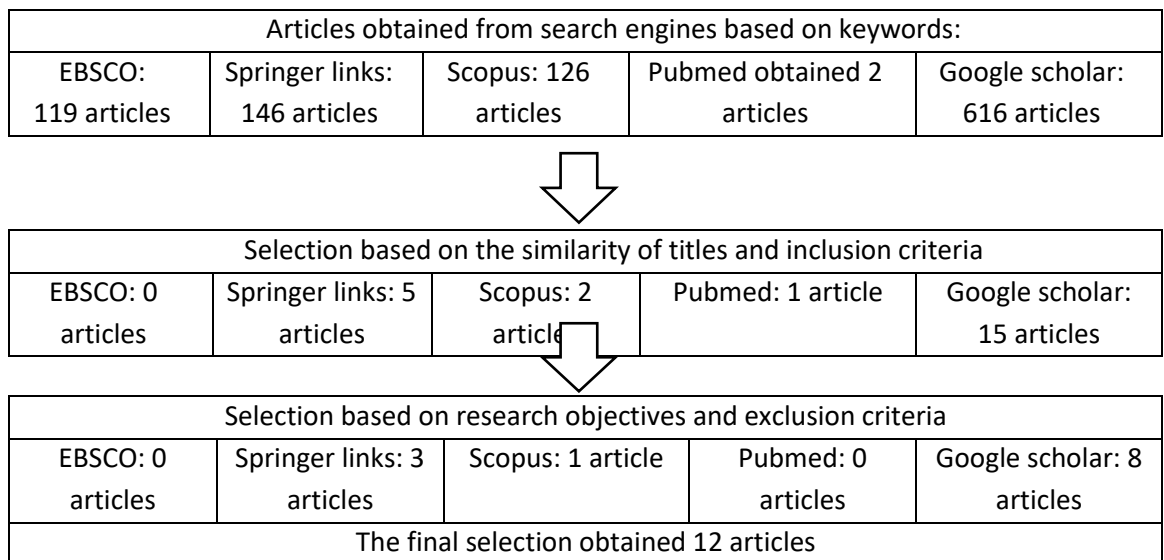 Articles obtained from search engines based on keywords:
EBSCO:
119 articles
Springer links:
146 articles
Scopus: 126
articles
Pubmed obtained 2
articles
Google scholar:
616 articles
Selection based on the similarity of titles and inclusion criteria
EBSCO: 0
articles
Springer links: 5
articles
Scopus: 2
Pubmed: 1 article
Google scholar:
15 articles
Selection based on research objectives and exclusion criteria
EBSCO: 0
articles
Springer links: 3
articles
Scopus: 1 article
Pubmed: 0
articles
Google scholar: 8
articles
The final selection obtained 12 articles